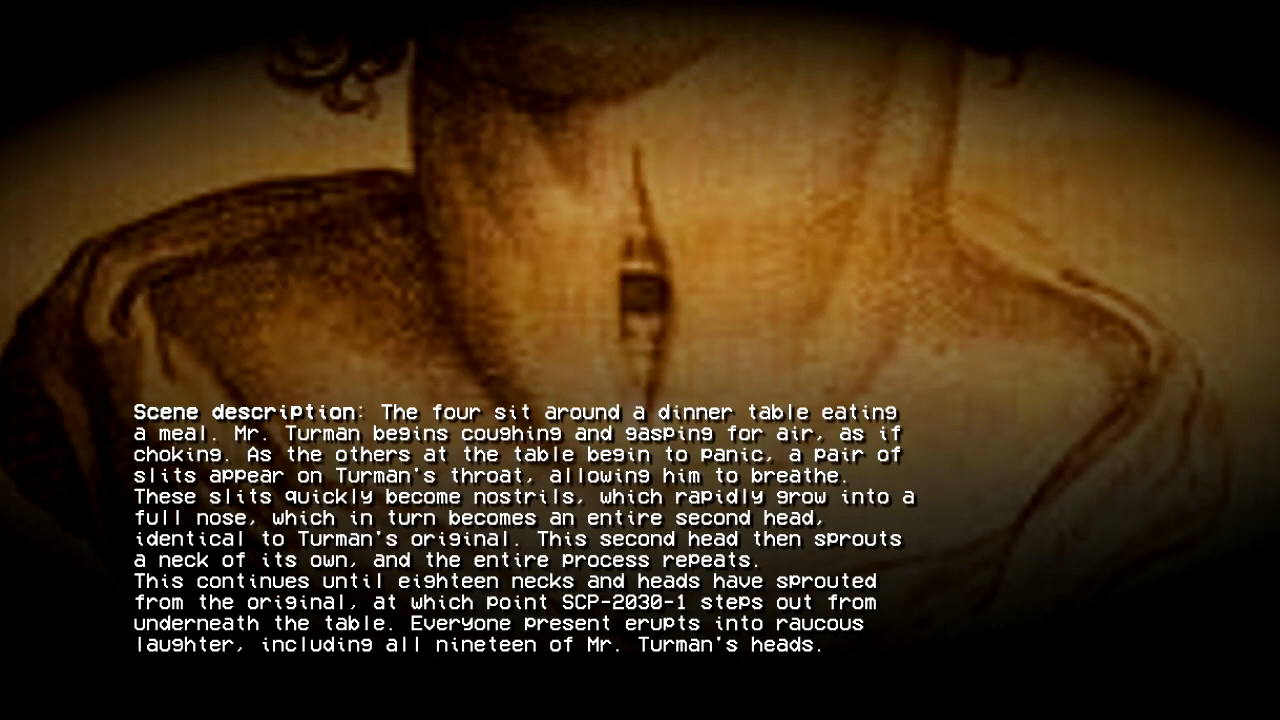 Scene description: The four sit around a dinner table eating
a meal. Mr. Turman begins coughing and gasping for air, as if
choking. As the others at the table begin to panic, a pair of
slits appear on Turman's throat, allowing him to breathe.
These slits quickly become nostrils, which rapidly grow into a
full nose, which in turn becomes an entire second head,
identical to Turman's original. This second head then sprouts
a neck of its own, and the entire process repeats.
This continues until eighteen necks and heads have sprouted
from the original, at which point SCP-2030-1 steps out from
underneath the table. Everyone present erupts into raucous
laughter, including all nineteen of Mr. Turman's heads.